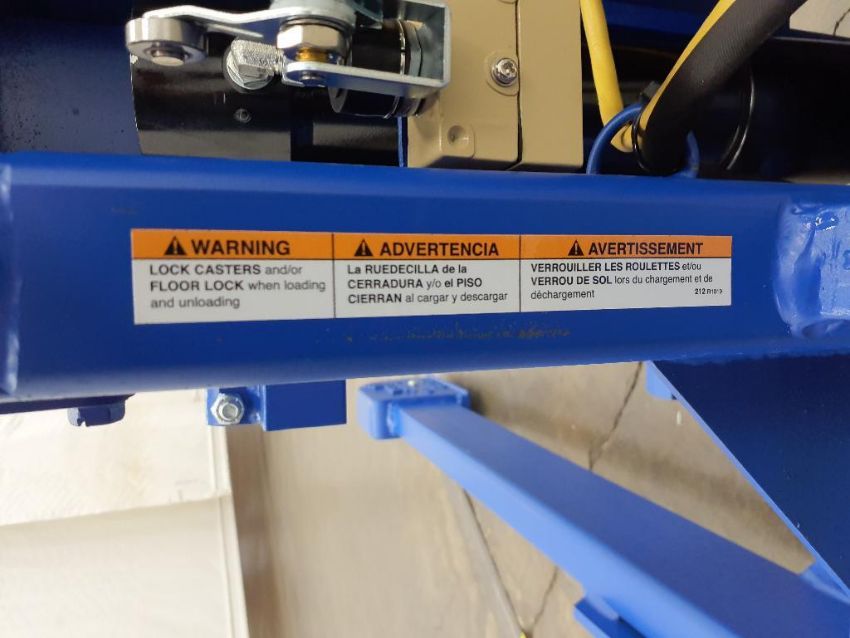 WARNING
LOCK CASTERS and/or
FLOOR LOCK when loading
and unloading
ADVERTENCIA
La RUEDECILLA de la
CERRADURA y/o el PISO
CIERRAN al cargar y descargar
AVERTISSEMENT
VERROUILLER LES ROULETTES et/ou
VERROU DE SOL lors du chargement et de
déchargement
212